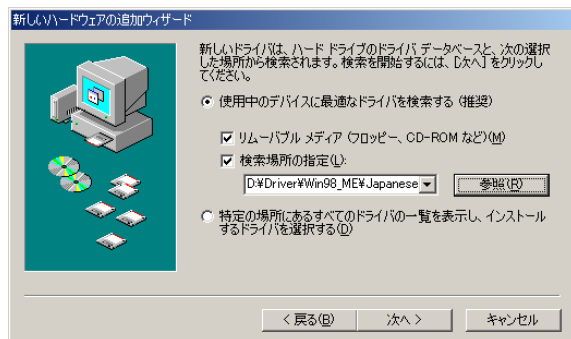 新しいハードウェアの追加ウィザード
新しいドライバは、ハード ドライブのドライバ データベースと、次の選択
した場所から検索されます。検索を開始するには、[次へ] をクリックし
てください。
使用中のデバイスに最適なドライバを検索する (推奨)
リムーバブル メディア (フロッピー、CD-ROM など)(M)
検索場所の指定(L):
D:¥Driver¥Win98_ME¥Japanese
参照(R)
特定の場所にあるすべてのドライバの一覧を表示し、インストール
するドライバを選択する(D)
< 戻る(B)
次へ >
キャンセル